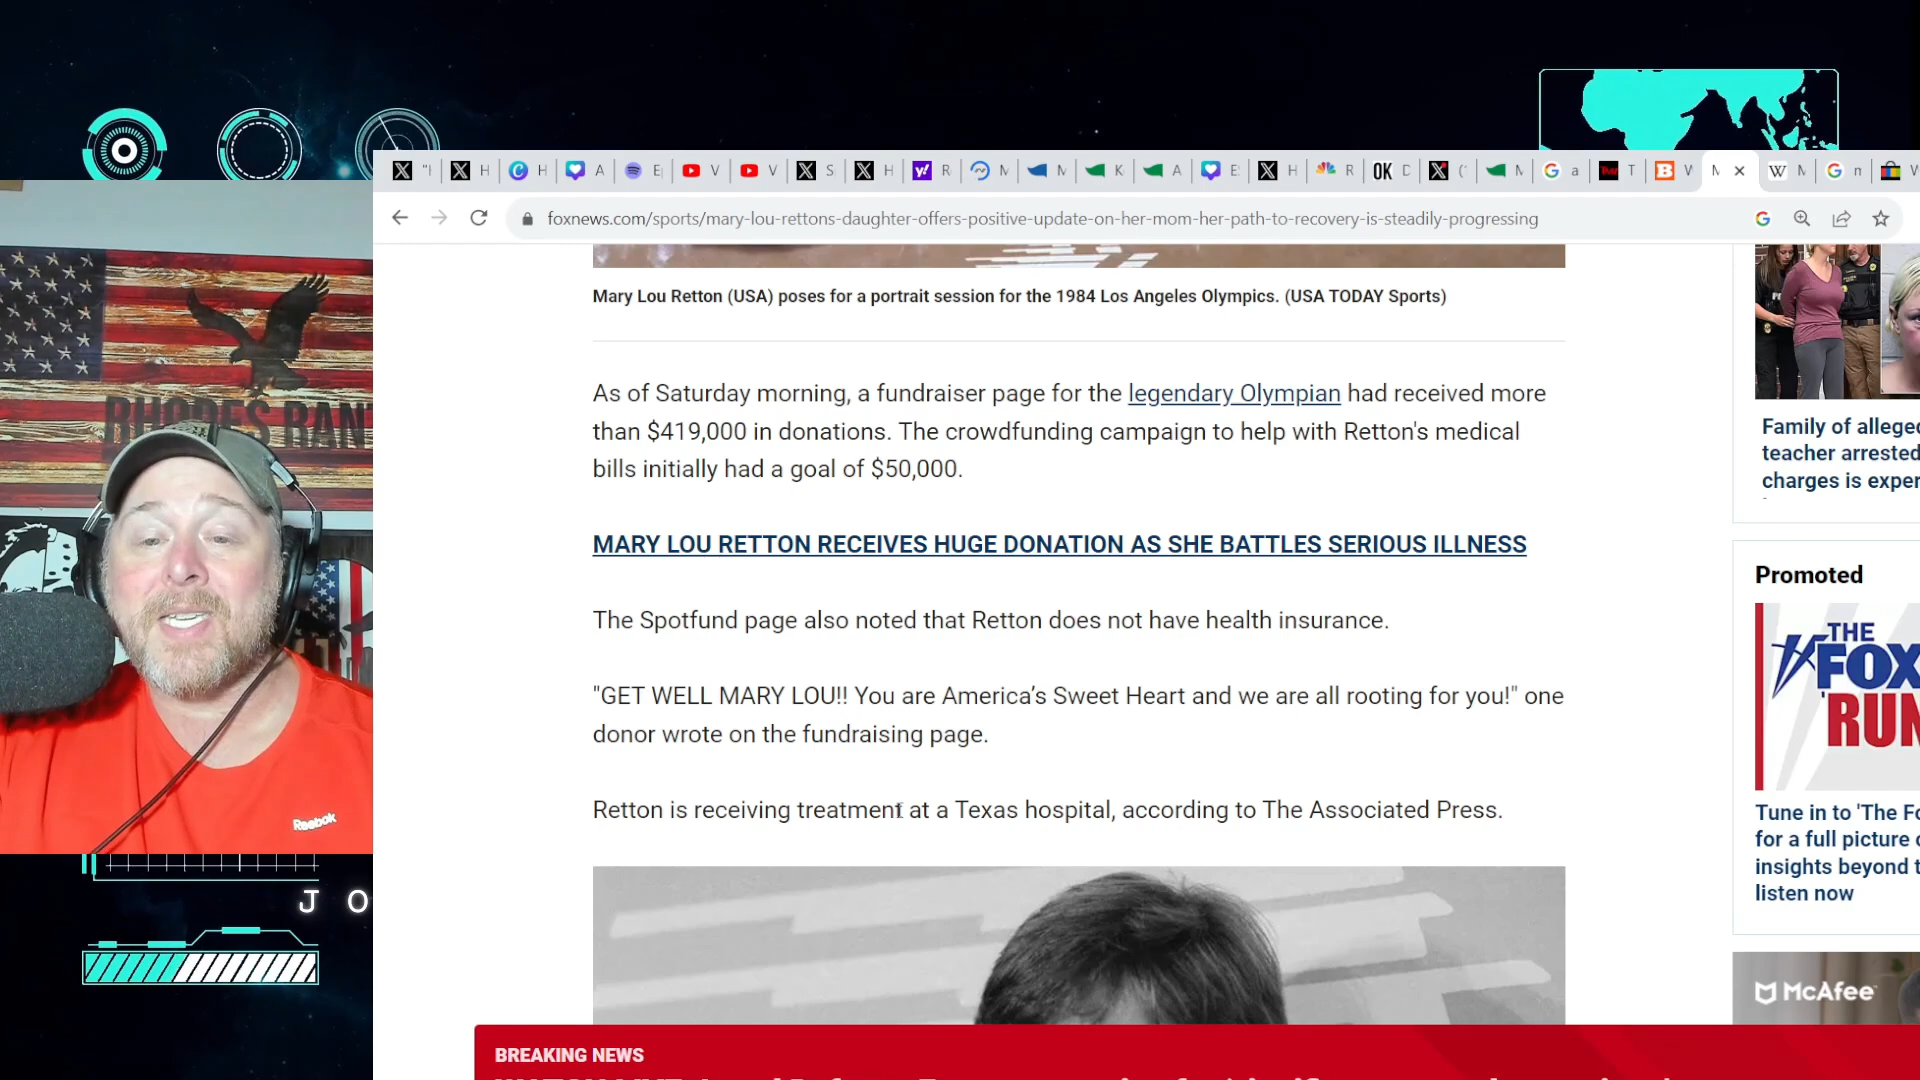 "I
H
H
A
E
V
V
S
H
R
M
M
K
A
E
H
R
OK D
(
M
a
T
V
M
M
n
foxnews.com/sports/mary-lou-rettons-daughter-offers-positive-update-on-her-mom-her-path-to-recovery-is-steadily-progressing
RHODES RAN
Reebok
J O
Mary Lou Retton (USA) poses for a portrait session for the 1984 Los Angeles Olympics. (USA TODAY Sports)
As of Saturday morning, a fundraiser page for the legendary Olympian had received more
than $419,000 in donations. The crowdfunding campaign to help with Retton's medical
bills initially had a goal of $50,000.
MARY LOU RETTON RECEIVES HUGE DONATION AS SHE BATTLES SERIOUS ILLNESS
The Spotfund page also noted that Retton does not have health insurance.
"GET WELL MARY LOU!! You are America’s Sweet Heart and we are all rooting for you!" one
donor wrote on the fundraising page.
Retton is receiving treatment at a Texas hospital, according to The Associated Press.
Family of alleged
teacher arrested
charges is exper
Promoted
THE
FOX
RUN
Tune in to 'The Fo
for a full picture
insights beyond t
listen now
McAfee
BREAKING NEWS